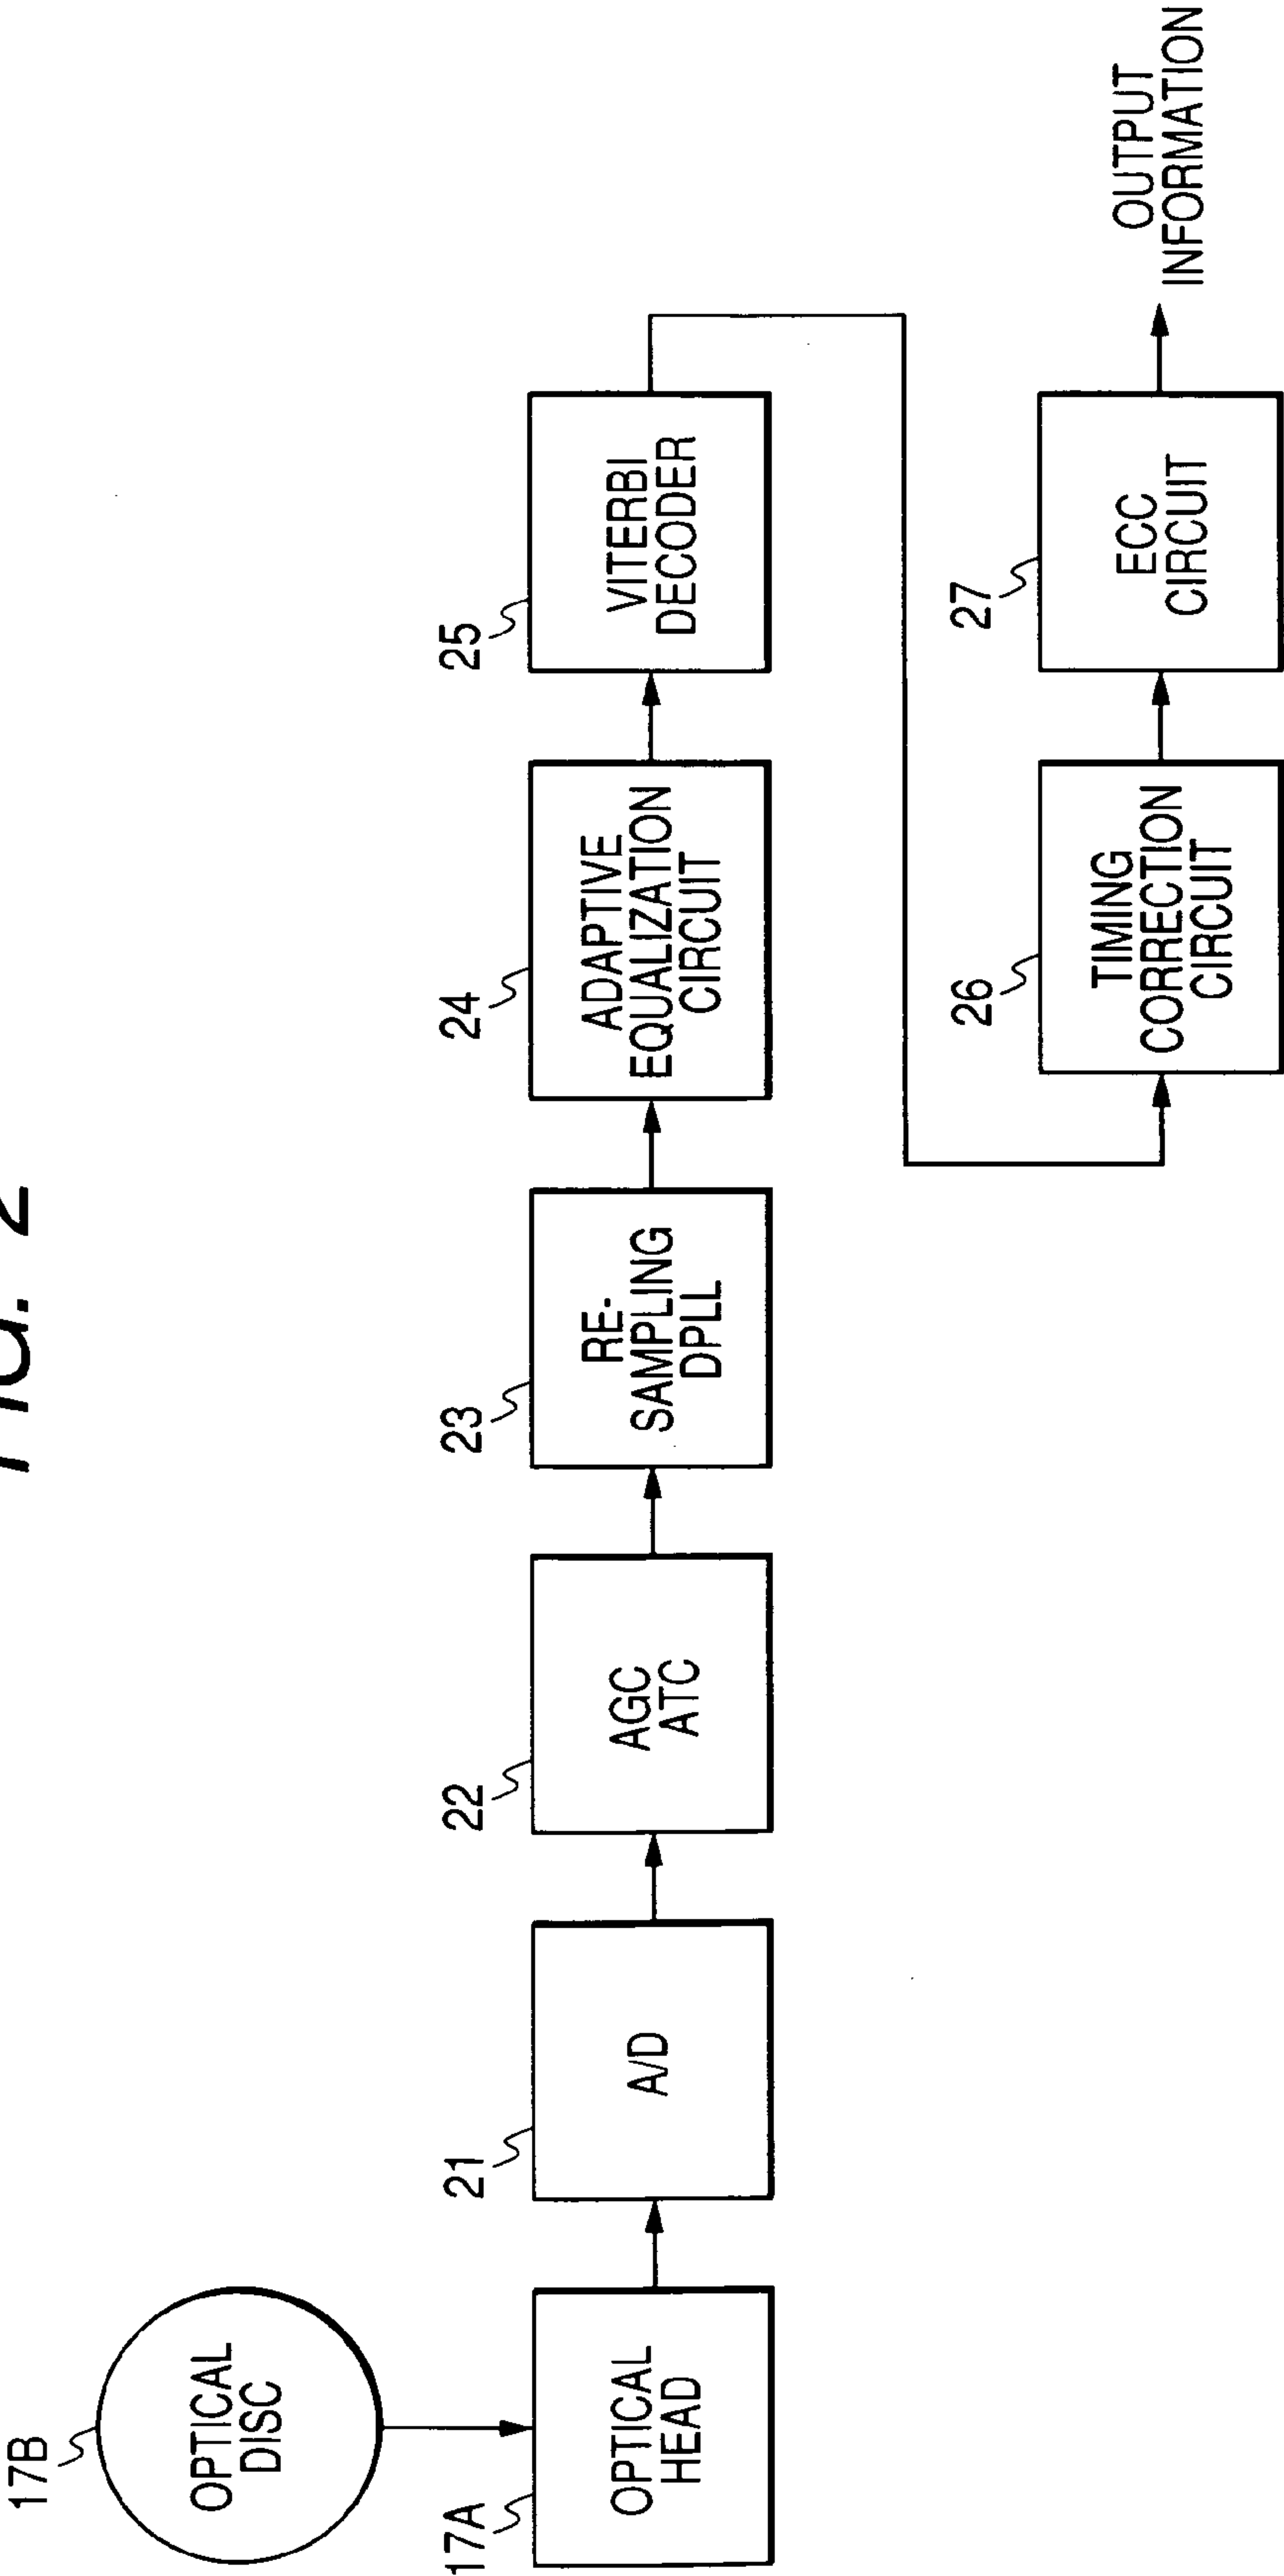 FIG. 2
17B
OPTICAL
DISC
17A
OPTICAL
HEAD
21
A/D
22
AGC
ATC
23
RE-
SAMPLING
DPLL
24
ADAPTIVE
EQUALIZATION
CIRCUIT
25
VITERBI
DECODER
26
TIMING
CORRECTION
CIRCUIT
27
ECC
CIRCUIT
OUTPUT
INFORMATION